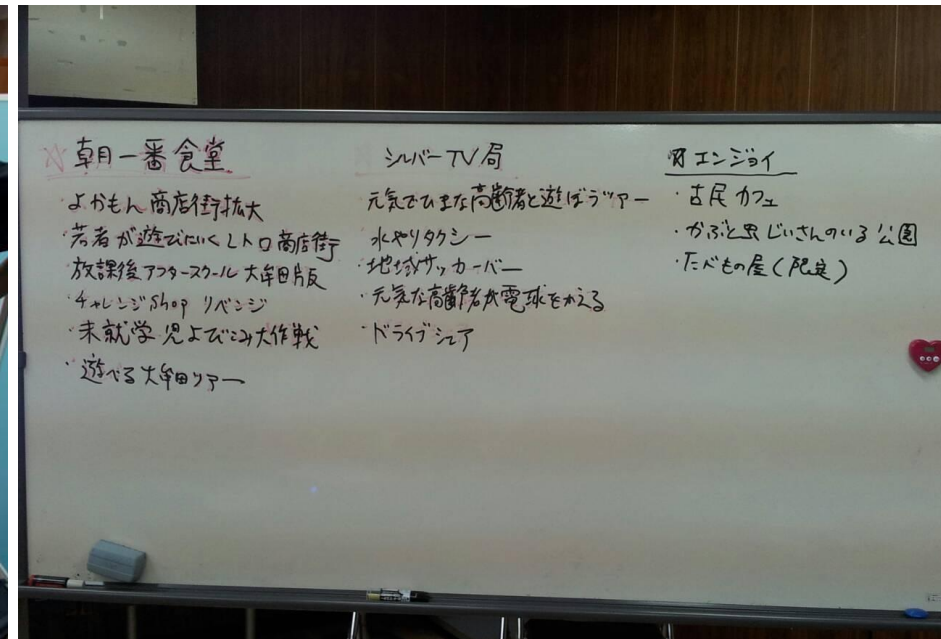 朝一番食堂
・よかもん商店街拡大
・若者が遊びにいくレトロ商店街
・放課後アフタースクール 大牟田版
・チャレンジShop リベンジ
・未就学児よびこみ大作戦
・遊べる大牟田ツアー
シルバーTV局
元気でひまな高齢者と遊ぼうツアー
・水やりタクシー
・地域サッカーバー
・元気な高齢者が電球をかえる
・ドライブシェア
エンジョイ
・古民カフェ
・かぶと虫じいさんのいる公園
・たべもの屋(限定)